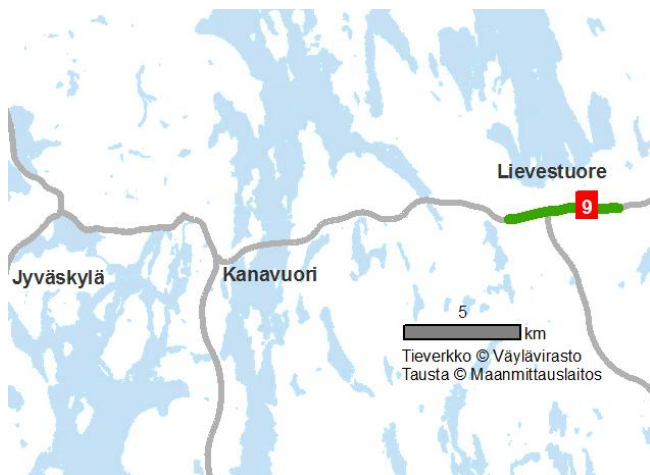 Lievestuore
9
Jyväskylä
Kanavuori
5
km
Tieverkko © Väylävirasto
Tausta © Maanmittauslaitos